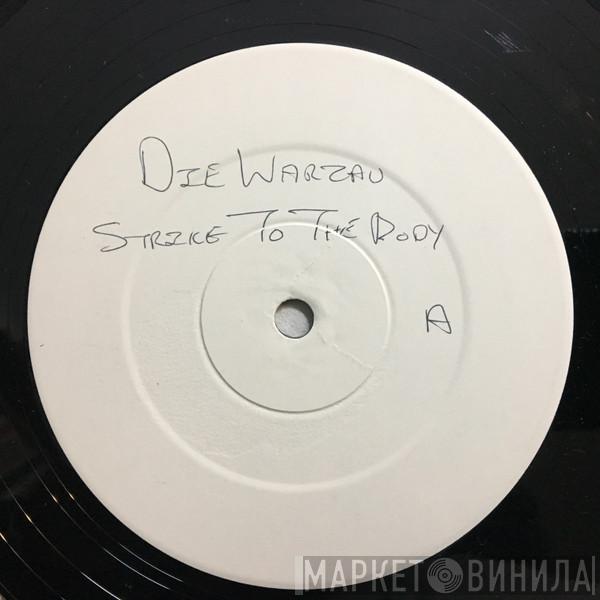 DIE WARZAU
STRIKE TO THE BODY
A
МАРКЕТ ВИНИЛА